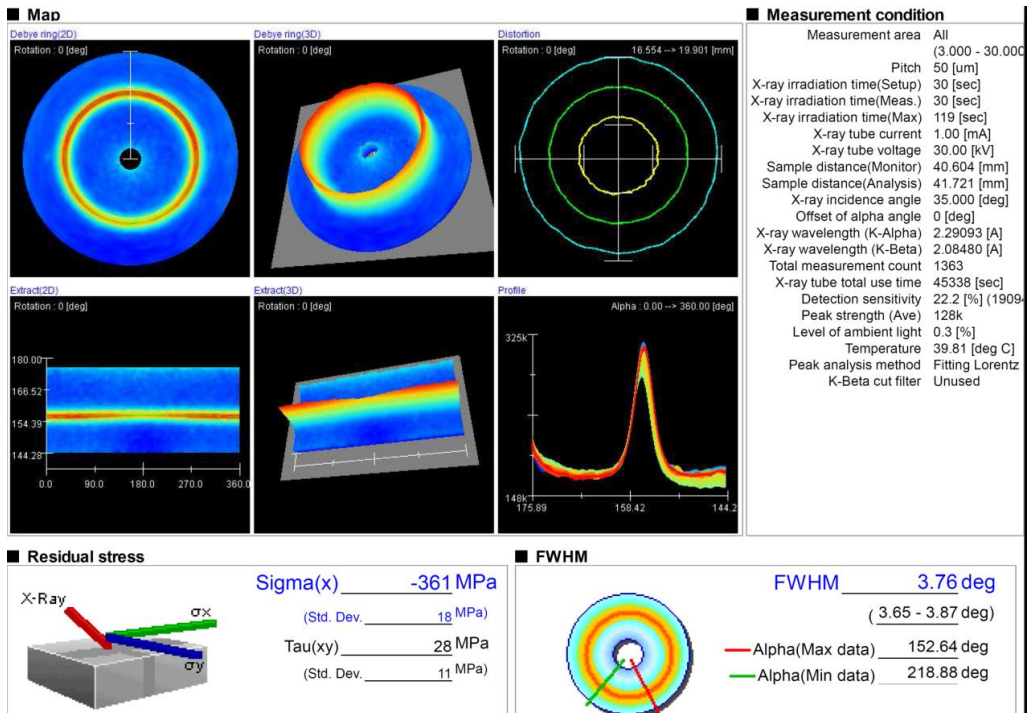 ■ Map
Debye ring(2D)
Rotation : 0 [deg]
Debye ring(3D)
Rotation : 0 [deg]
Distortion
Rotation : 0 [deg] 16.554 --> 19.901 [mm]
Extract(2D)
Rotation : 0 [deg]
180.00
166.52
154.39
144.28
0.0 90.0 180.0 270.0 360.0
Extract(3D)
Rotation : 0 [deg]
Profile
Alpha : 0.00 --> 360.00 [deg]
325k
148k
175.89 158.42 144.2
■ Measurement condition
Measurement area All
(3.000 - 30.000
Pitch 50 [um]
X-ray irradiation time(Setup) 30 [sec]
X-ray irradiation time(Meas.) 30 [sec]
X-ray irradiation time(Max) 119 [sec]
X-ray tube current 1.00 [mA]
X-ray tube voltage 30.00 [kV]
Sample distance(Monitor) 40.604 [mm]
Sample distance(Analysis) 41.721 [mm]
X-ray incidence angle 35.000 [deg]
Offset of alpha angle 0 [deg]
X-ray wavelength (K-Alpha) 2.29093 [A]
X-ray wavelength (K-Beta) 2.08480 [A]
Total measurement count 1363
X-ray tube total use time 45338 [sec]
Detection sensitivity 22.2 [%] (19094
Peak strength (Ave) 128k
Level of ambient light 0.3 [%]
Temperature 39.81 [deg C]
Peak analysis method Fitting Lorentz
K-Beta cut filter Unused
■ Residual stress
X-Ray
σx
σy
Sigma(x) -361 MPa
(Std. Dev. 18 MPa)
Tau(xy) 28 MPa
(Std. Dev. 11 MPa)
■ FWHM
FWHM 3.76 deg
( 3.65 - 3.87 deg)
Alpha(Max data) 152.64 deg
Alpha(Min data) 218.88 deg